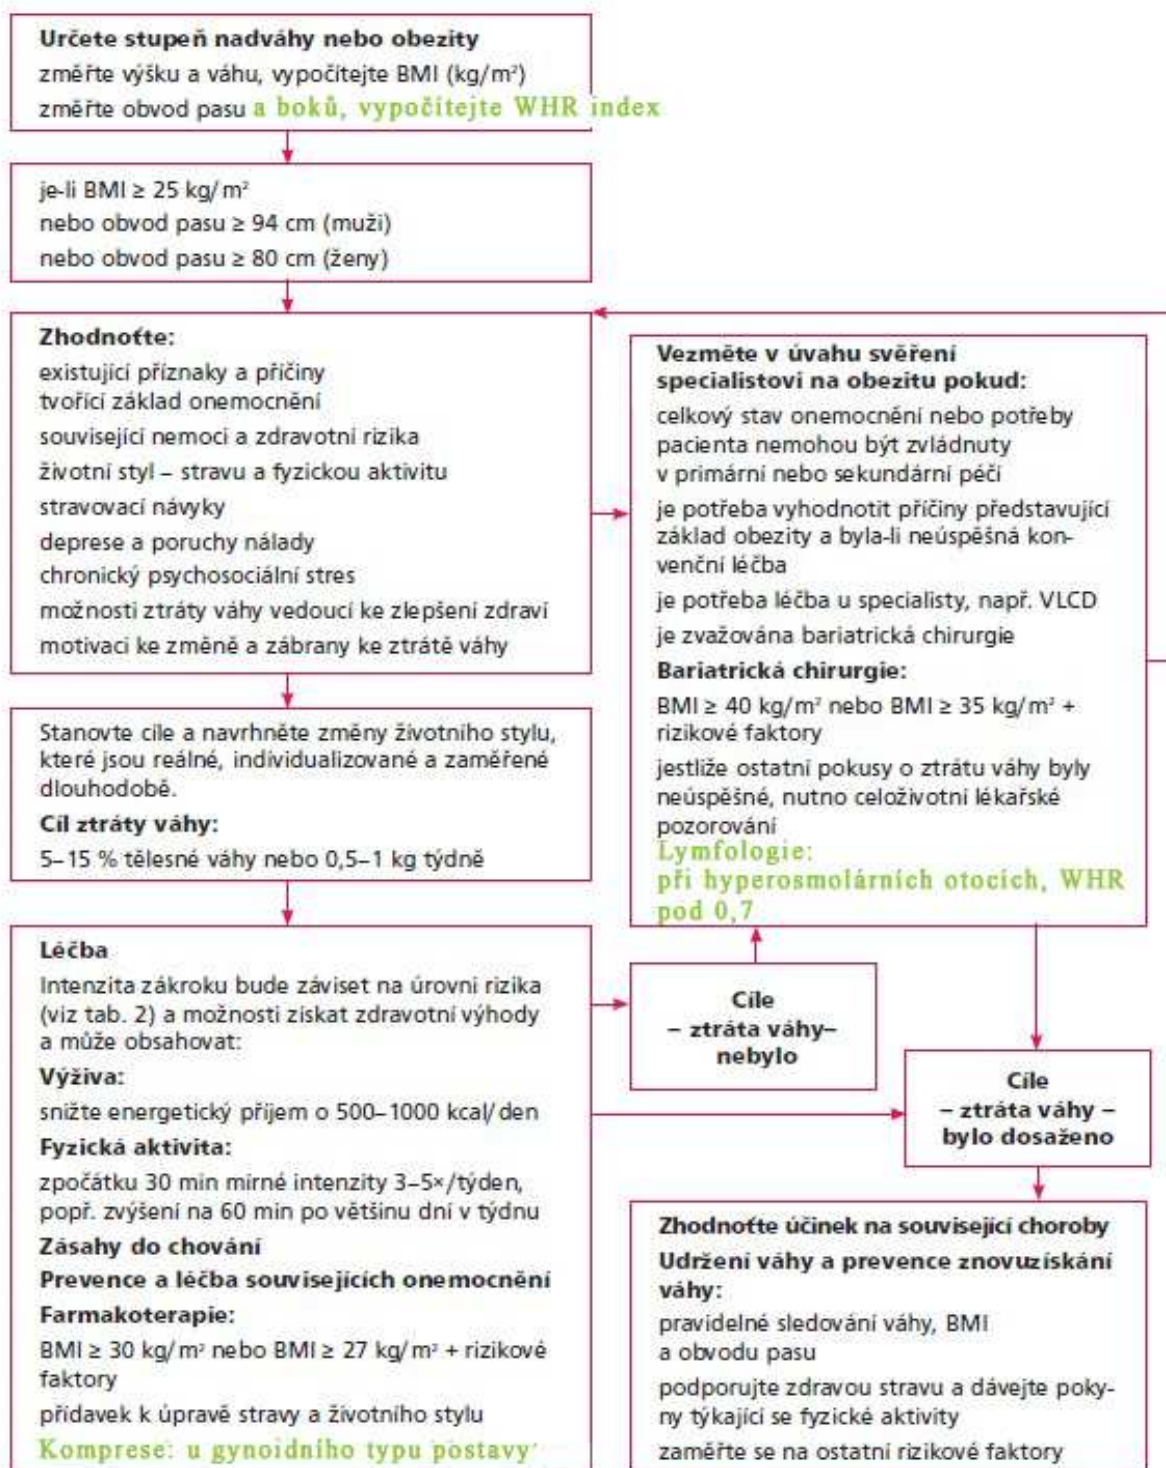 Určete stupeň nadváhy nebo obezity
změřte výšku a váhu, vypočítejte BMI (kg/m²)
změřte obvod pasu a boků, vypočítejte WHR index
je-li BMI ≥ 25 kg/m²
nebo obvod pasu ≥ 94 cm (muži)
nebo obvod pasu ≥ 80 cm (ženy)
Zhodnoťte:
existující příznaky a příčiny
tvořící základ onemocnění
související nemoci a zdravotní rizika
životní styl – stravu a fyzickou aktivitu
stravovací návyky
deprese a poruchy nálady
chronický psychosociální stres
možnosti ztráty váhy vedoucí ke zlepšení zdraví
motivaci ke změně a zábrany ke ztrátě váhy
Vezměte v úvahu svěření
specialistovi na obezitu pokud:
celkový stav onemocnění nebo potřeby
pacienta nemohou být zvládnuty
v primární nebo sekundární péčí
je potřeba vyhodnotit příčiny představující
základ obezity a byla-li neúspěšná kon-
venční léčba
je potřeba léčba u specialisty, např. VLCD
je zvažována bariatrická chirurgie
Bariatrická chirurgie:
BMI ≥ 40 kg/m² nebo BMI ≥ 35 kg/m² +
rizikové faktory
jestliže ostatní pokusy o ztrátu váhy byly
neúspěšné, nutno celoživotní lékařské
pozorování
Lymfologie:
při hyperosmolárních otocích, WHR
pod 0,7
Stanovte cíle a navrhněte změny životního stylu,
které jsou reálné, individualizované a zaměřené
dlouhodobě.
Cíl ztráty váhy:
5–15 % tělesné váhy nebo 0,5–1 kg týdně
Léčba
Intenzita zákroku bude záviset na úrovni rizika
(viz tab. 2) a možnosti získat zdravotní výhody
a může obsahovat:
Výživa:
snižte energetický příjem o 500–1000 kcal/den
Fyzická aktivita:
zpočátku 30 min mírné intenzity 3–5×/týden,
popř. zvýšení na 60 min po většinu dní v týdnu
Zásahy do chování
Prevence a léčba souvisejících onemocnění
Farmakoterapie:
BMI ≥ 30 kg/m² nebo BMI ≥ 27 kg/m² + rizikové
faktory
přídavek k úpravě stravy a životního stylu
Komprese: u gynoidního typu postavy
Cíle
– ztráta váhy–
nebylo
Cíle
– ztráta váhy –
bylo dosaženo
Zhodnoťte účinek na související choroby
Udržení váhy a prevence znovuzískání
váhy:
pravidelné sledování váhy, BMI
a obvodu pasu
podporujte zdravou stravu a dávejte poky-
ny týkající se fyzické aktivity
zaměřte se na ostatní rizikové faktory